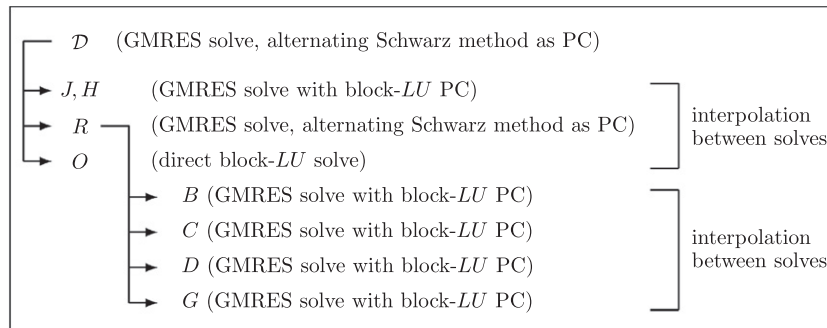 𝒟 (GMRES solve, alternating Schwarz method as PC)
J, H (GMRES solve with block-LU PC)
R (GMRES solve, alternating Schwarz method as PC)
O (direct block-LU solve)
interpolation
between solves
B (GMRES solve with block-LU PC)
C (GMRES solve with block-LU PC)
D (GMRES solve with block-LU PC)
G (GMRES solve with block-LU PC)
interpolation
between solves